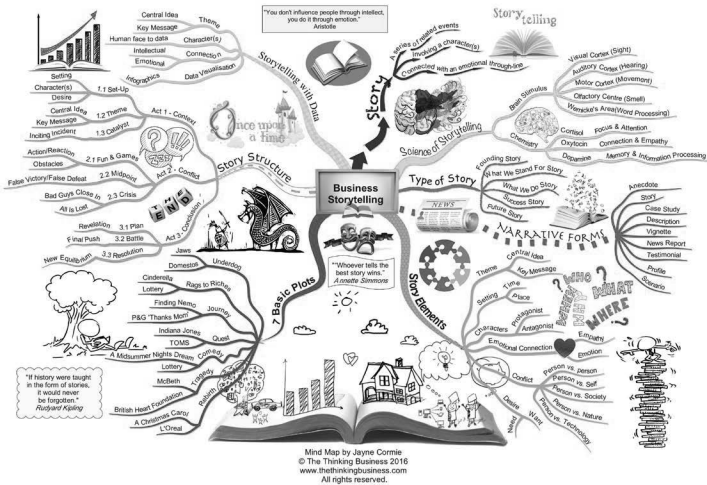 "You don't influence people through intellect,
you do it through emotion."
Aristotle
Business
Storytelling
Story
A series of related events
Involving a character(s)
Connected with an emotional through-line
Story
telling
Science of Storytelling
Brain Stimulus
Visual Cortex (Sight)
Auditory Cortex (Hearing)
Motor Cortex (Movement)
Olfactory Centre (Smell)
Wernicke's Area(Word Processing)
Chemistry
Cortisol
Focus & Attention
Oxytocin
Connection & Empathy
Dopamine
Memory & Information Processing
Type of Story
Founding Story
What We Stand For Story
What We Do Story
Success Story
Future Story
NEWS
NARRATIVE FORMS
Anecdote
Story
Case Study
Description
Vignette
News Report
Testimonial
Profile
Scenario
Story Elements
Theme
Central Idea
Key Message
Setting
Time
Place
Characters
Protagonist
Antagonist
Emotional Connection
Empathy
Emotion
Conflict
Person vs. person
Person vs. Self
Person vs. Society
Person vs. Nature
Person vs. Technology
Desire
Want
Need
WHO
WHAT
WHEN
WHY
WHERE
?
"Whoever tells the
best story wins."
Annette Simmons
7 Basic Plots
Underdog
Jaws
Domestos
Rags to Riches
Cinderella
Lottery
Journey
Finding Nemo
P&G 'Thanks Mom'
Quest
Indiana Jones
TOMS
Comedy
A Midsummer Nights Dream
Lottery
Tragedy
McBeth
British Heart Foundation
Rebirth
A Christmas Carol
L'Oreal
"If history were taught
in the form of stories,
it would never
be forgotten."
Rudyard Kipling
Story Structure
Act 1 - Context
1.1 Set-Up
Setting
Character(s)
Desire
1.2 Theme
Central Idea
Key Message
1.3 Catalyst
Inciting Incident
Act 2 - Conflict
2.1 Fun & Games
Action/Reaction
Obstacles
2.2 Midpoint
False Victory/False Defeat
2.3 Crisis
Bad Guys Close In
All is Lost
Act 3 - Conclusion
3.1 Plan
Revelation
3.2 Battle
Final Push
3.3 Resolution
New Equilibrium
THE
END
Once upon
a time
Storytelling with Data
Theme
Central Idea
Key Message
Character(s)
Human face to data
Connection
Intellectual
Emotional
Data Visualisation
Infographics
Mind Map by Jayne Cormie
© The Thinking Business 2016
www.thethinkingbusiness.com
All rights reserved.